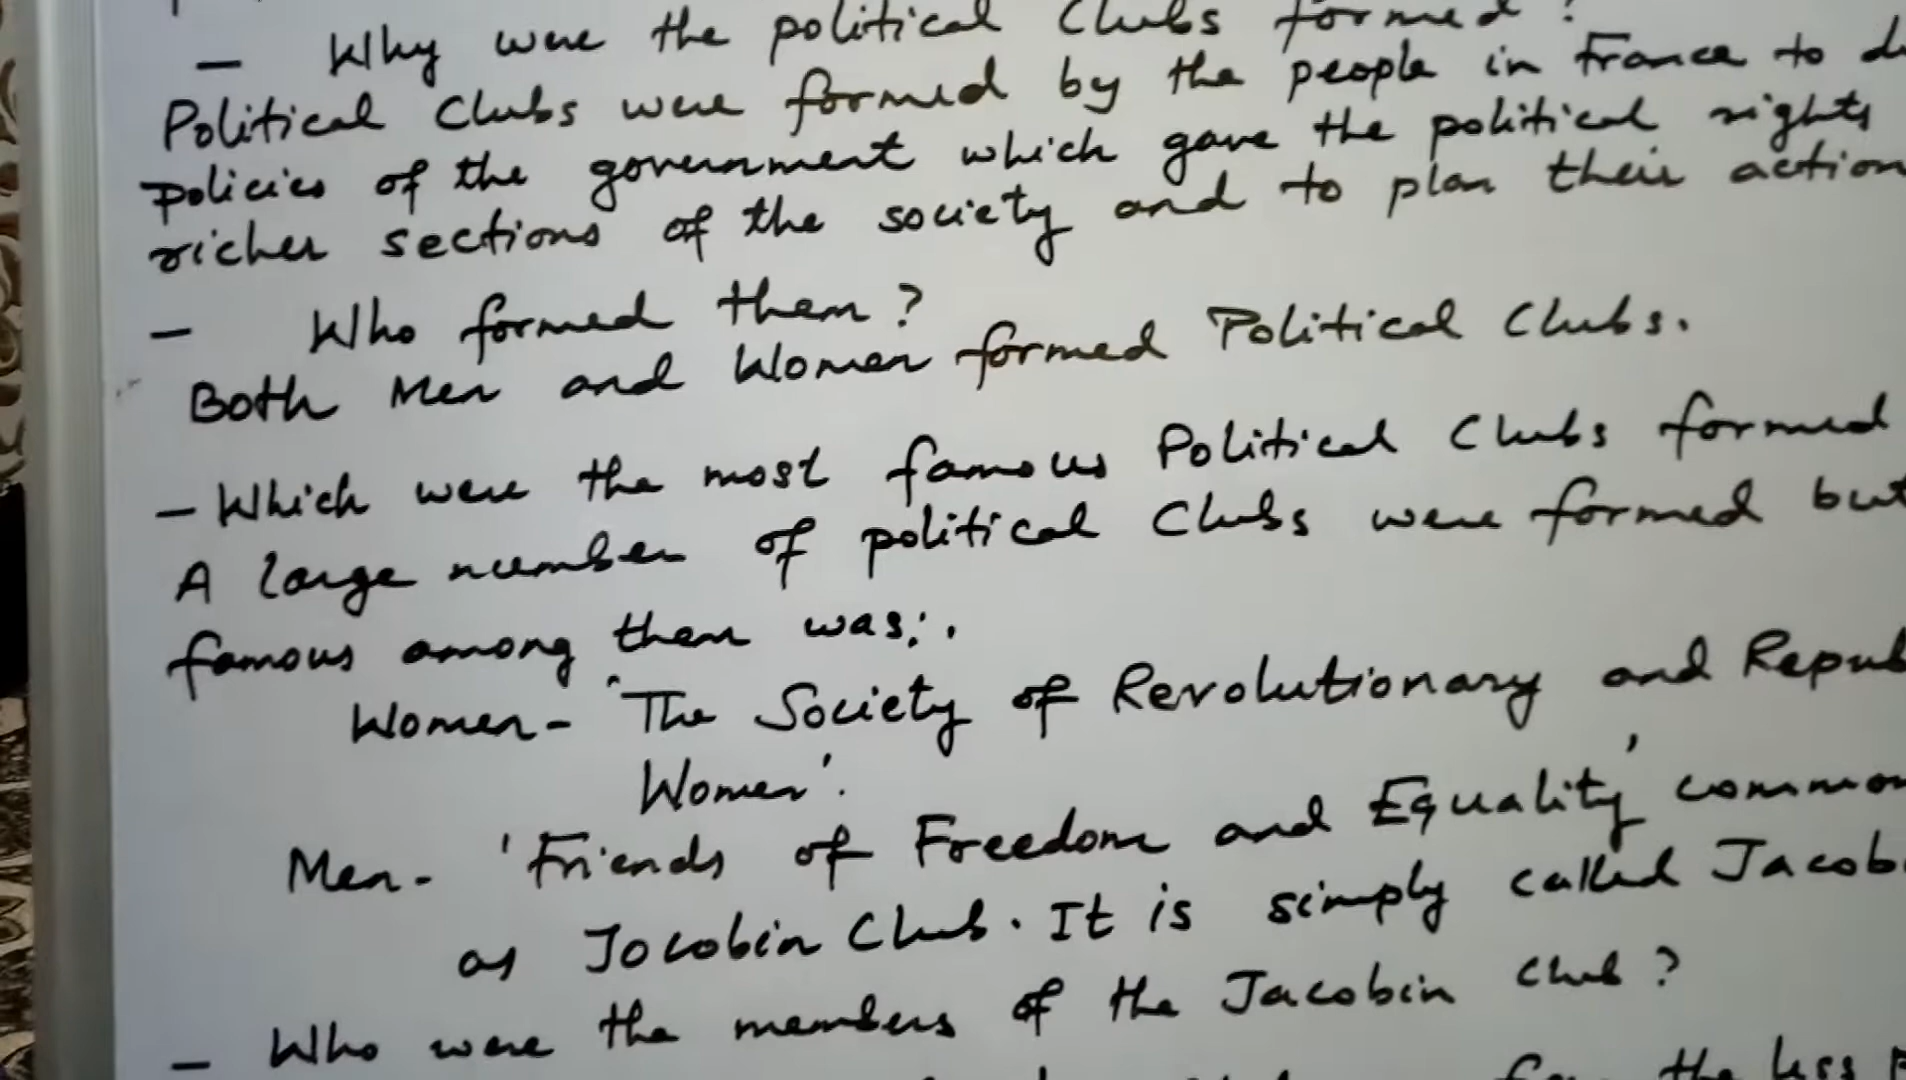 - Why were the political Clubs formed?
Political Clubs were formed by the people in France to
policies of the government which gave the political rights
richer sections of the society and to plan their action
- Who formed them?
Both Men and Women formed Political Clubs.
- Which were the most famous Political Clubs formed
A large number of political Clubs were formed but
famous among them was:.
Women- 'The Society of Revolutionary and Repub
Women'.
Men- 'Friends of Freedom and Equality' common
as Jocobin Club. It is simply called Jacob
- Who were the members of the Jacobin club?
for the less